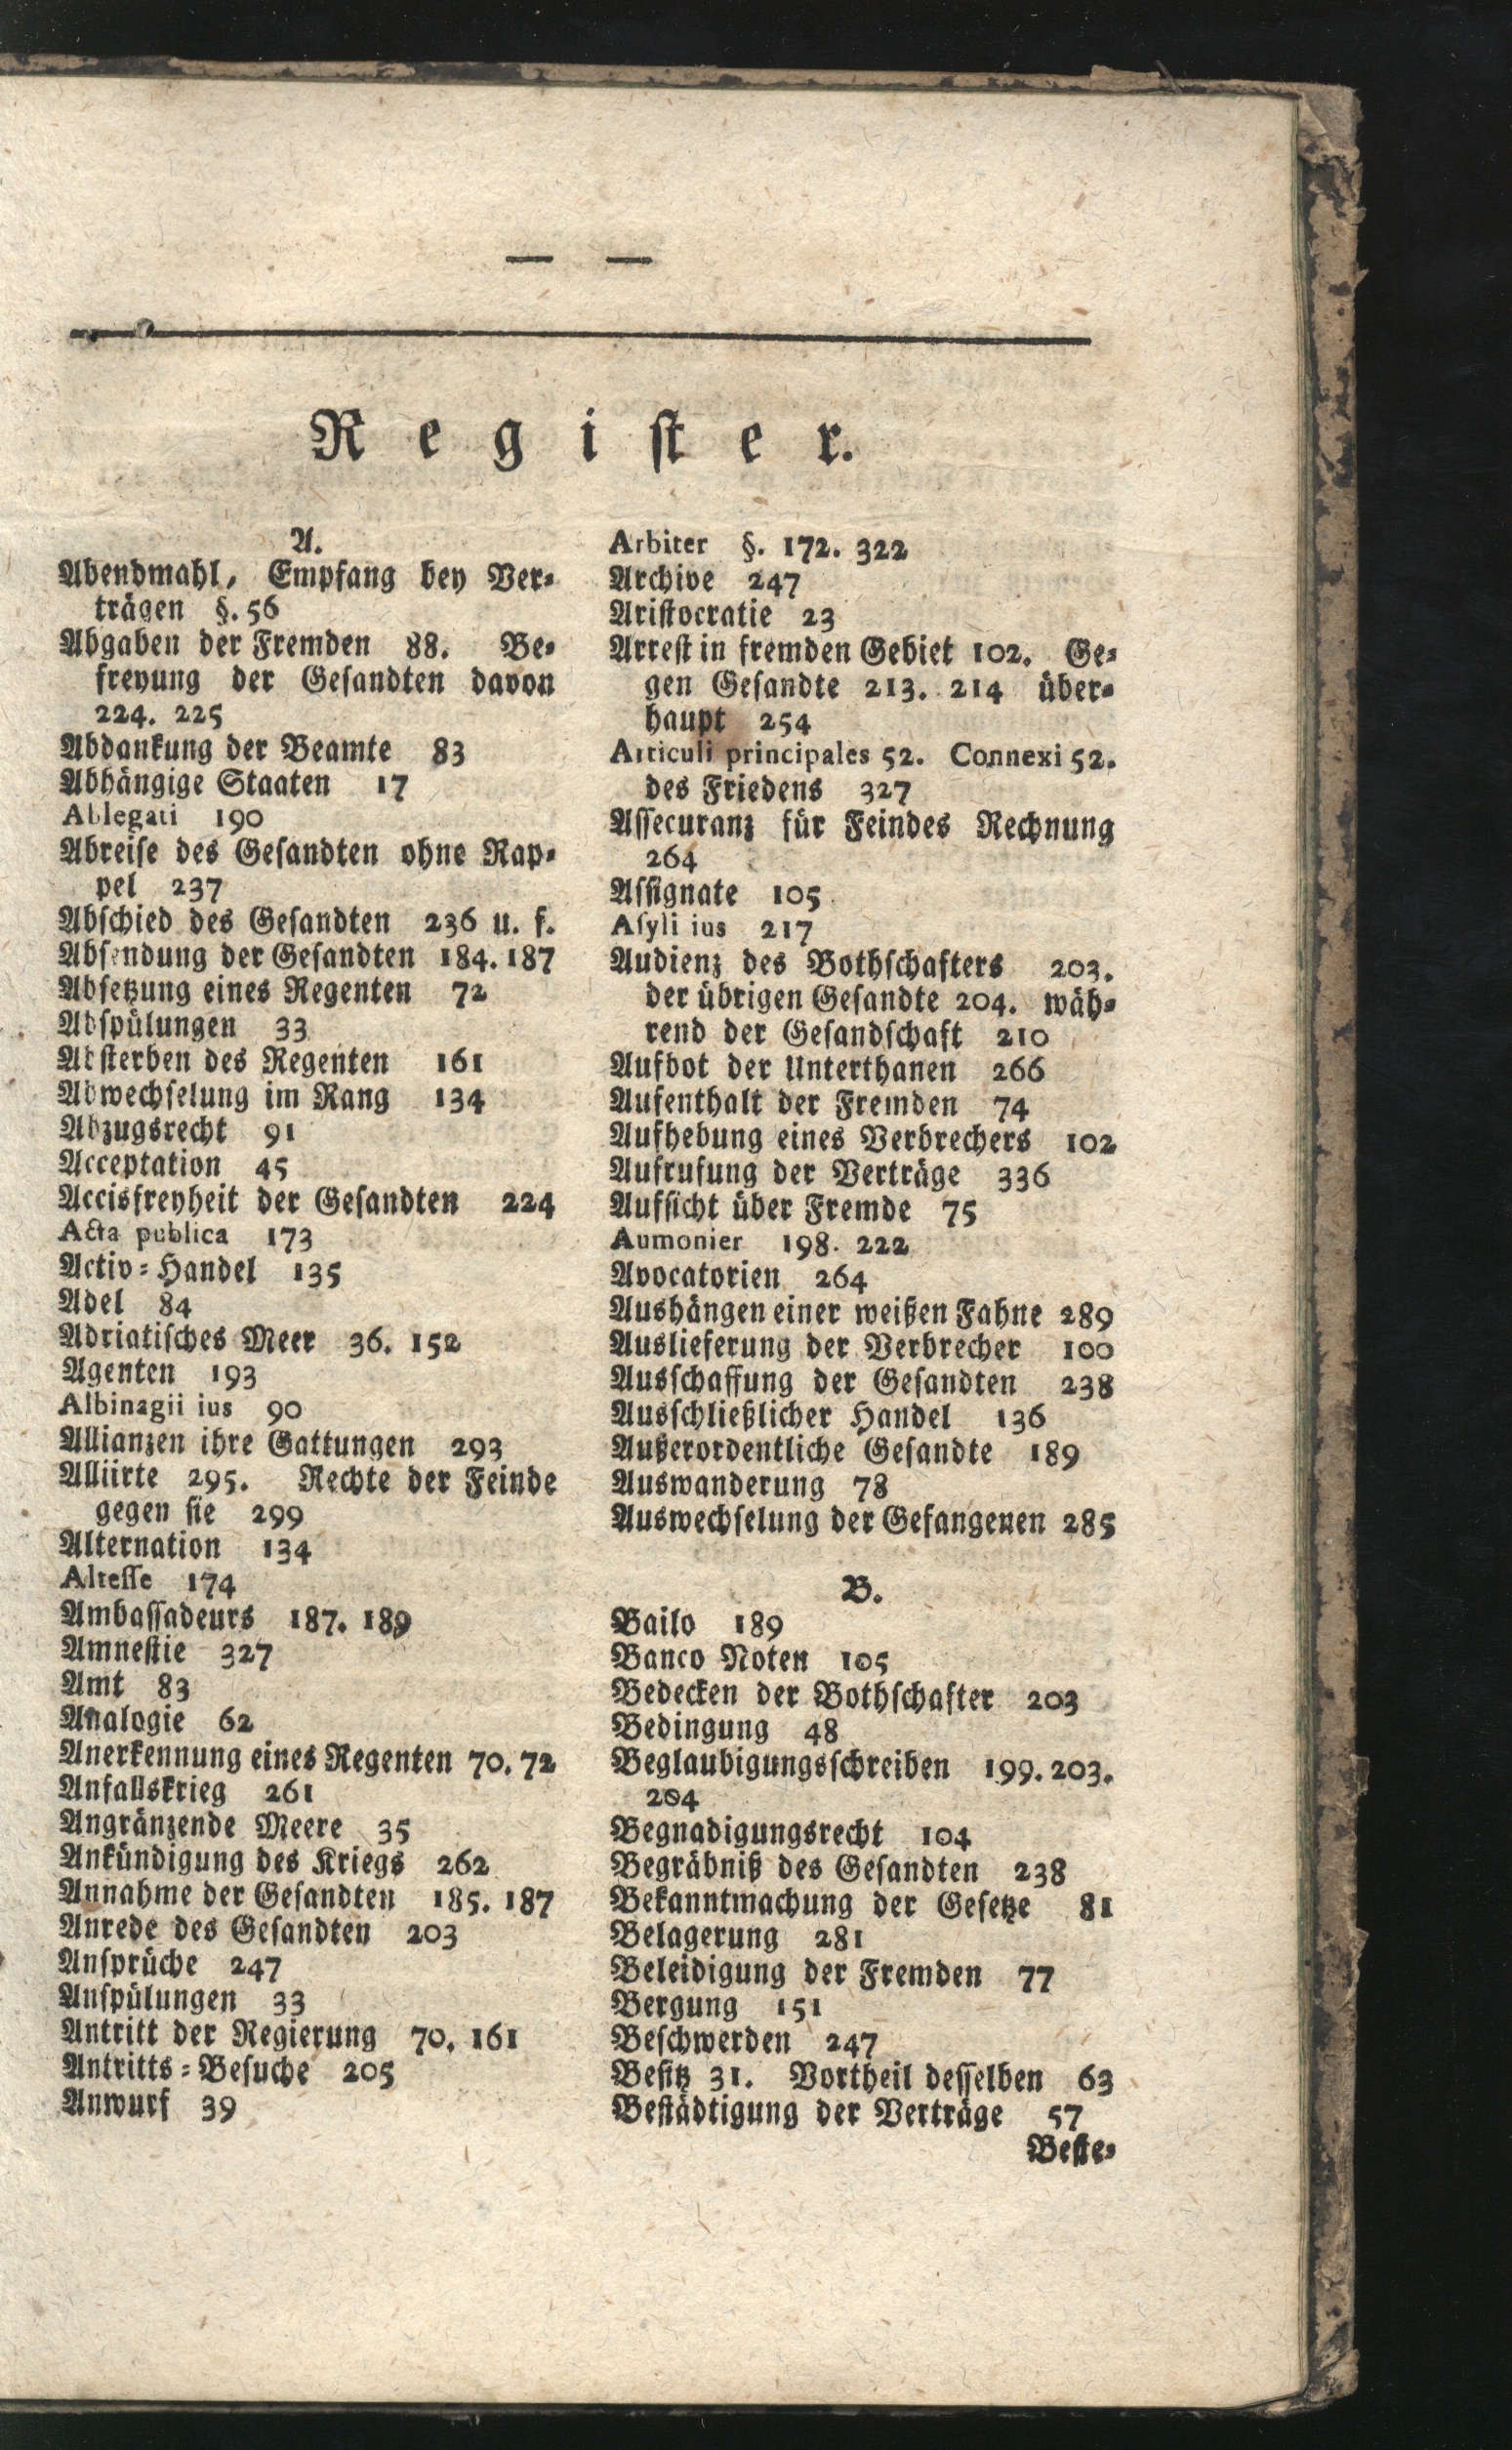 — —
Regiſter.
A.
Abendmahl, Empfang bey Ver-
trägen §. 56
Abgaben der Fremden 88. Be-
freyung der Geſandten davon
224. 225
Abdankung der Beamte 83
Abhängige Staaten 17
Ablegati 190
Abreiſe des Geſandten ohne Rap-
pel 237
Abſchied des Geſandten 236 u. f.
Abſendung der Geſandten 184. 187
Abſetzung eines Regenten 72
Abſpülungen 33
Abſterben des Regenten 161
Abwechſelung im Rang 134
Abzugsrecht 91
Acceptation 45
Acciſfreyheit der Geſandten 224
Acta publica 173
Activ-Handel 135
Adel 84
Adriatiſches Meer 36. 152
Agenten 193
Albinagii ius 90
Allianzen ihre Gattungen 293
Alliirte 295. Rechte der Feinde
gegen ſie 299
Alternation 134
Alteſſe 174
Ambaſſadeurs 187. 189
Amneſtie 327
Amt 83
Analogie 62
Anerkennung eines Regenten 70. 72
Anfallskrieg 261
Angränzende Meere 35
Ankündigung des Kriegs 262
Annahme der Geſandten 185. 187
Anrede des Geſandten 203
Anſprüche 247
Anſpülungen 33
Antritt der Regierung 70. 161
Antritts-Beſuche 205
Anwurf 39
Arbiter §. 172. 322
Archive 247
Ariſtocratie 23
Arreſt in fremden Gebiet 102. Ge-
gen Geſandte 213. 214 über-
haupt 254
Articuli principales 52. Connexi 52.
des Friedens 327
Aſſecuranz für Feindes Rechnung
264
Aſſignate 105
Aſyli ius 217
Audienz des Bothſchafters 203.
der übrigen Geſandte 204. wäh-
rend der Geſandſchaft 210
Aufbot der Unterthanen 266
Aufenthalt der Fremden 74
Aufhebung eines Verbrechers 102
Aufrufung der Verträge 336
Aufſicht über Fremde 75
Aumonier 198. 222
Avocatorien 264
Aushängen einer weißen Fahne 289
Auslieferung der Verbrecher 100
Ausſchaffung der Geſandten 238
Ausſchließlicher Handel 136
Außerordentliche Geſandte 189
Auswanderung 78
Auswechſelung der Gefangenen 285
B.
Bailo 189
Banco Noten 105
Bedecken der Bothſchafter 203
Bedingung 48
Beglaubigungsſchreiben 199. 203.
204
Begnadigungsrecht 104
Begräbniß des Geſandten 238
Bekanntmachung der Geſetze 81
Belagerung 281
Beleidigung der Fremden 77
Bergung 151
Beſchwerden 247
Beſitz 31. Vortheil deſſelben 63
Beſtädtigung der Verträge 57
Beſte-